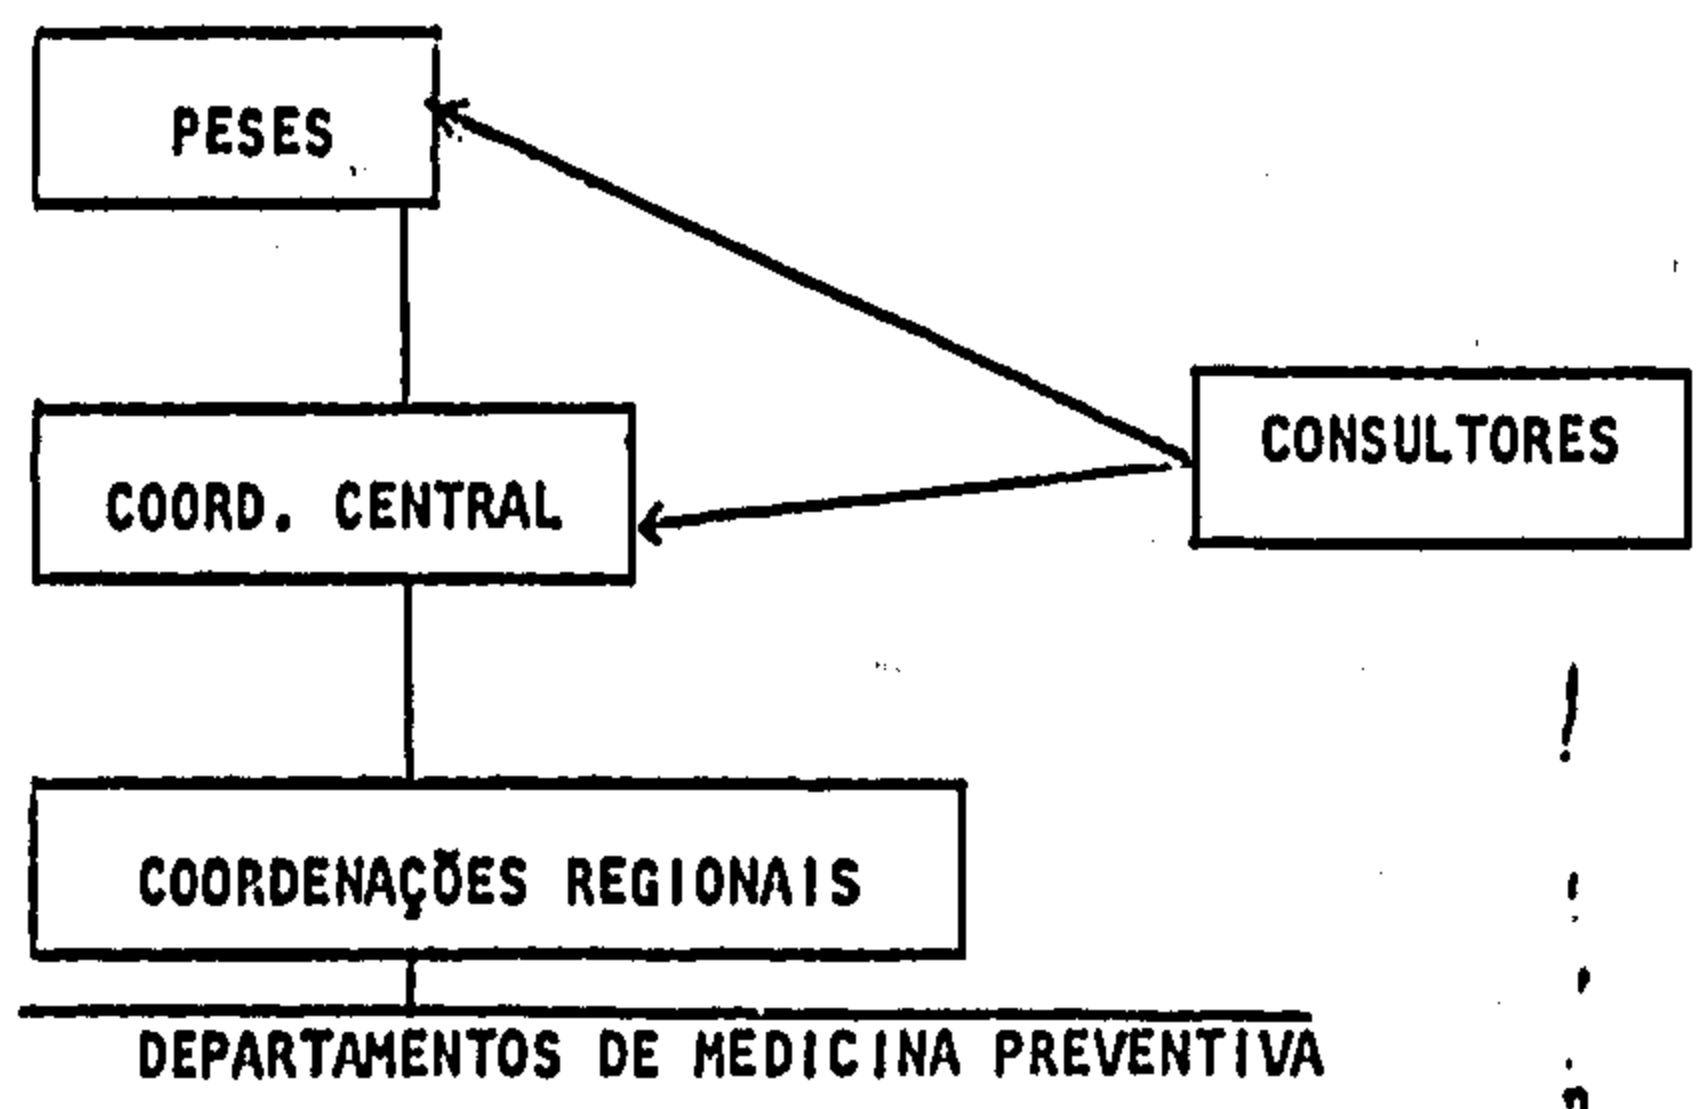 PESES
CONSULTORES
COORD. CENTRAL
COORDENAÇÕES REGIONAIS
DEPARTAMENTOS DE MEDICINA PREVENTIVA